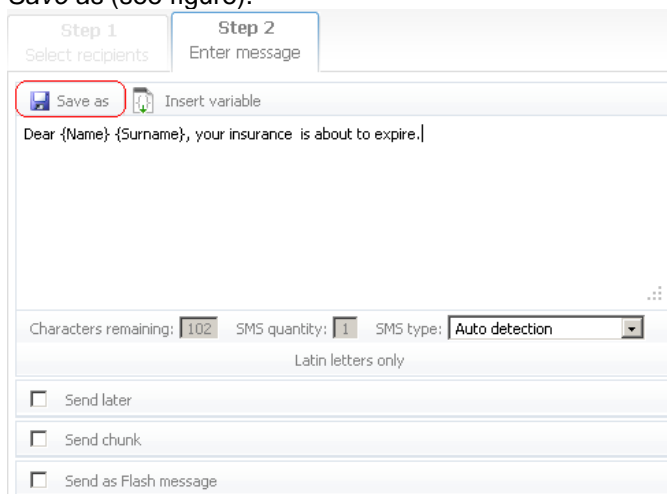 Save as (see figure).
Step 1
Select recipients
Step 2
Enter message
Save as Insert variable
Dear {Name} {Surname}, your insurance  is about to expire.
Characters remaining: 102 SMS quantity: 1 SMS type: Auto detection
Latin letters only
Send later
Send chunk
Send as Flash message